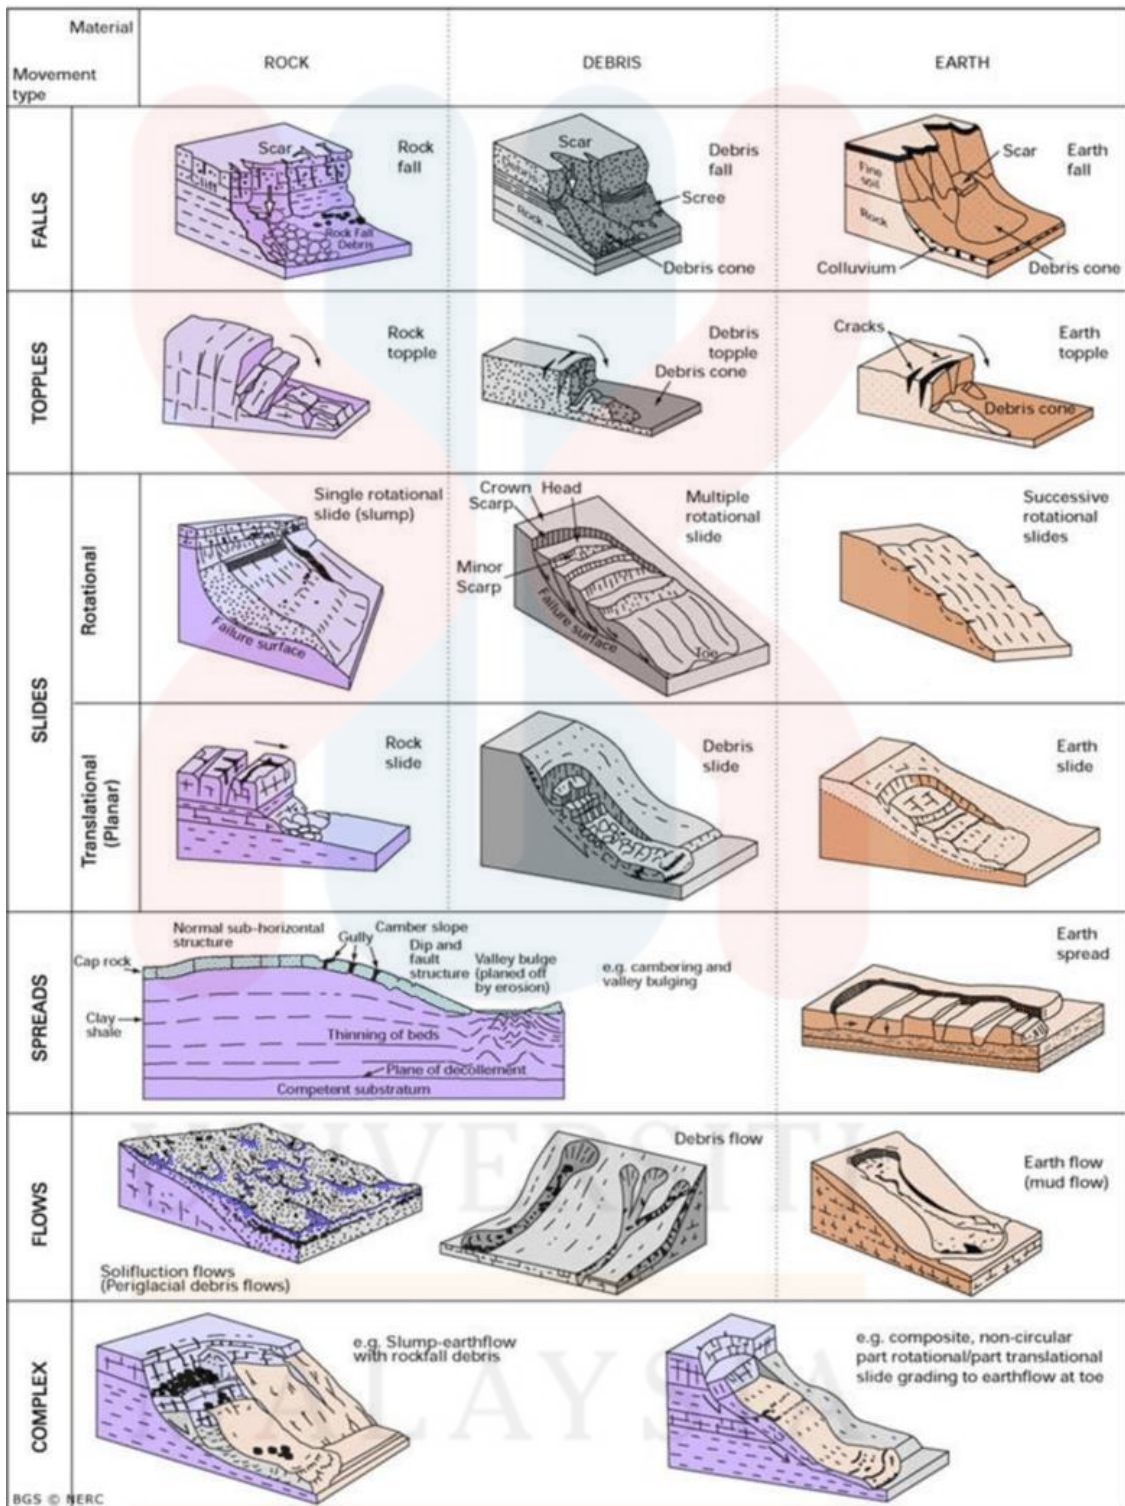 Material
Movement
type
ROCK
DEBRIS
EARTH
FALLS
Scar
Cliff
Rock Fall
Debris
Rock
fall
Scar
Ground
Rock
Debris
fall
Scree
Debris cone
Fine
soil
Rock
Colluvium
Scar
Earth
fall
Debris cone
TOPPLES
Rock
topple
Debris
topple
Debris cone
Cracks
Earth
topple
Debris cone
SLIDES
Rotational
Single rotational
slide (slump)
Failure surface
Crown
Head
Scarp
Minor
Scarp
Failure surface
Toe
Multiple
rotational
slide
Successive
rotational
slides
Translational
(Planar)
Rock
slide
Debris
slide
Earth
slide
SPREADS
Normal sub-horizontal
structure
Cap rock
Gully
Camber slope
Dip and
fault
structure
Valley bulge
(planed off
by erosion)
e.g. cambering and
valley bulging
Clay
shale
Thinning of beds
Plane of decollement
Competent substratum
Earth
spread
FLOWS
Solifluction flows
(Periglacial debris flows)
Debris flow
Earth flow
(mud flow)
COMPLEX
e.g. Slump-earthflow
with rockfall debris
e.g. composite, non-circular
part rotational/part translational
slide grading to earthflow at toe
BGS © NERC